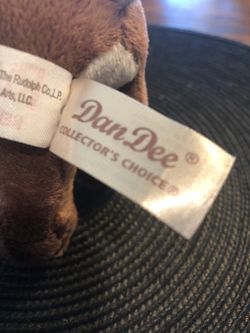 The Rudolph Co., L.P.
Arts, LLC.
Dan Dee®
COLLECTOR'S CHOICE®